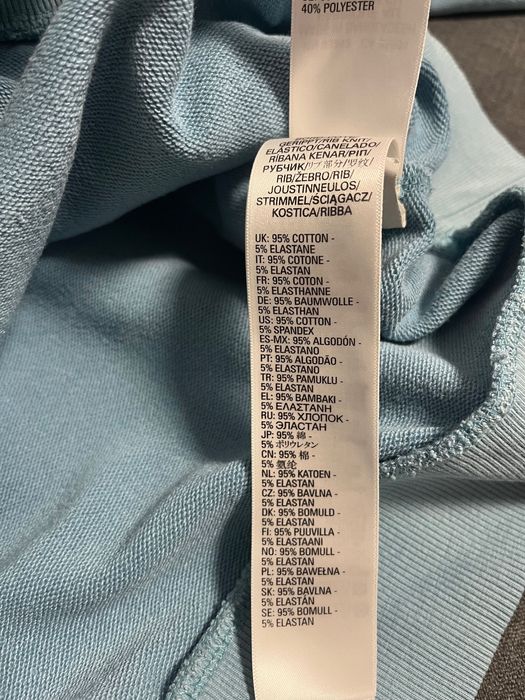 40% POLYESTER
GERIPPT/RIB KNIT/
ELÁSTICO/CANELADO/
RİBANA KENAR/ΡΙΠ/
РУБЧИК/リブ部分/罗纹/
RIB/ŽEBRO/RIB/
JOUSTINNEULOS/
STRIMMEL/ŚCIĄGACZ/
KOSTICA/RIBBA
UK: 95% COTTON -
5% ELASTANE
IT: 95% COTONE -
5% ELASTAN
FR: 95% COTON -
5% ELASTHANNE
DE: 95% BAUMWOLLE -
5% ELASTHAN
US: 95% COTTON -
5% SPANDEX
ES-MX: 95% ALGODÓN -
5% ELASTANO
PT: 95% ALGODÃO -
5% ELASTANO
TR: 95% PAMUKLU -
5% ELASTAN
EL: 95% ΒΑΜΒΑΚΙ -
5% ΕΛΑΣΤΑΝΗ
RU: 95% ХЛОПОК -
5% ЭЛАСТАН
JP: 95% 綿 -
5% ポリウレタン
CN: 95% 棉 -
5% 氨纶
NL: 95% KATOEN -
5% ELASTAN
CZ: 95% BAVLNA -
5% ELASTAN
DK: 95% BOMULD -
5% ELASTAN
FI: 95% PUUVILLA -
5% ELASTAANI
NO: 95% BOMULL -
5% ELASTAN
PL: 95% BAWEŁNA -
5% ELASTAN
SK: 95% BAVLNA -
5% ELASTÁN
SE: 95% BOMULL -
5% ELASTAN